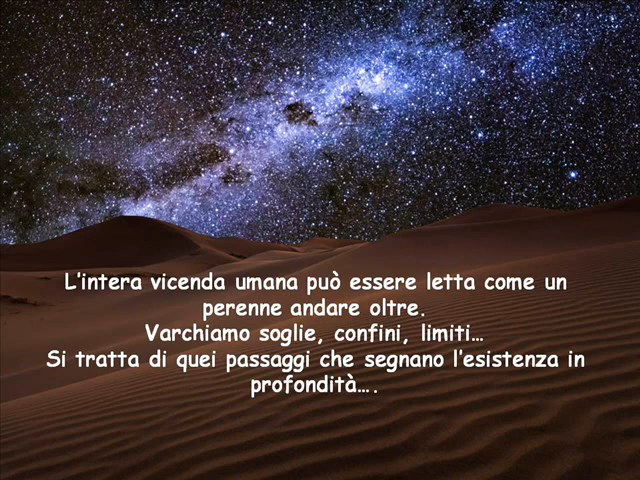 L'intera vicenda umana può essere letta come un
perenne andare oltre.
Varchiamo soglie, confini, limiti…
Si tratta di quei passaggi che segnano l'esistenza in
profondità….